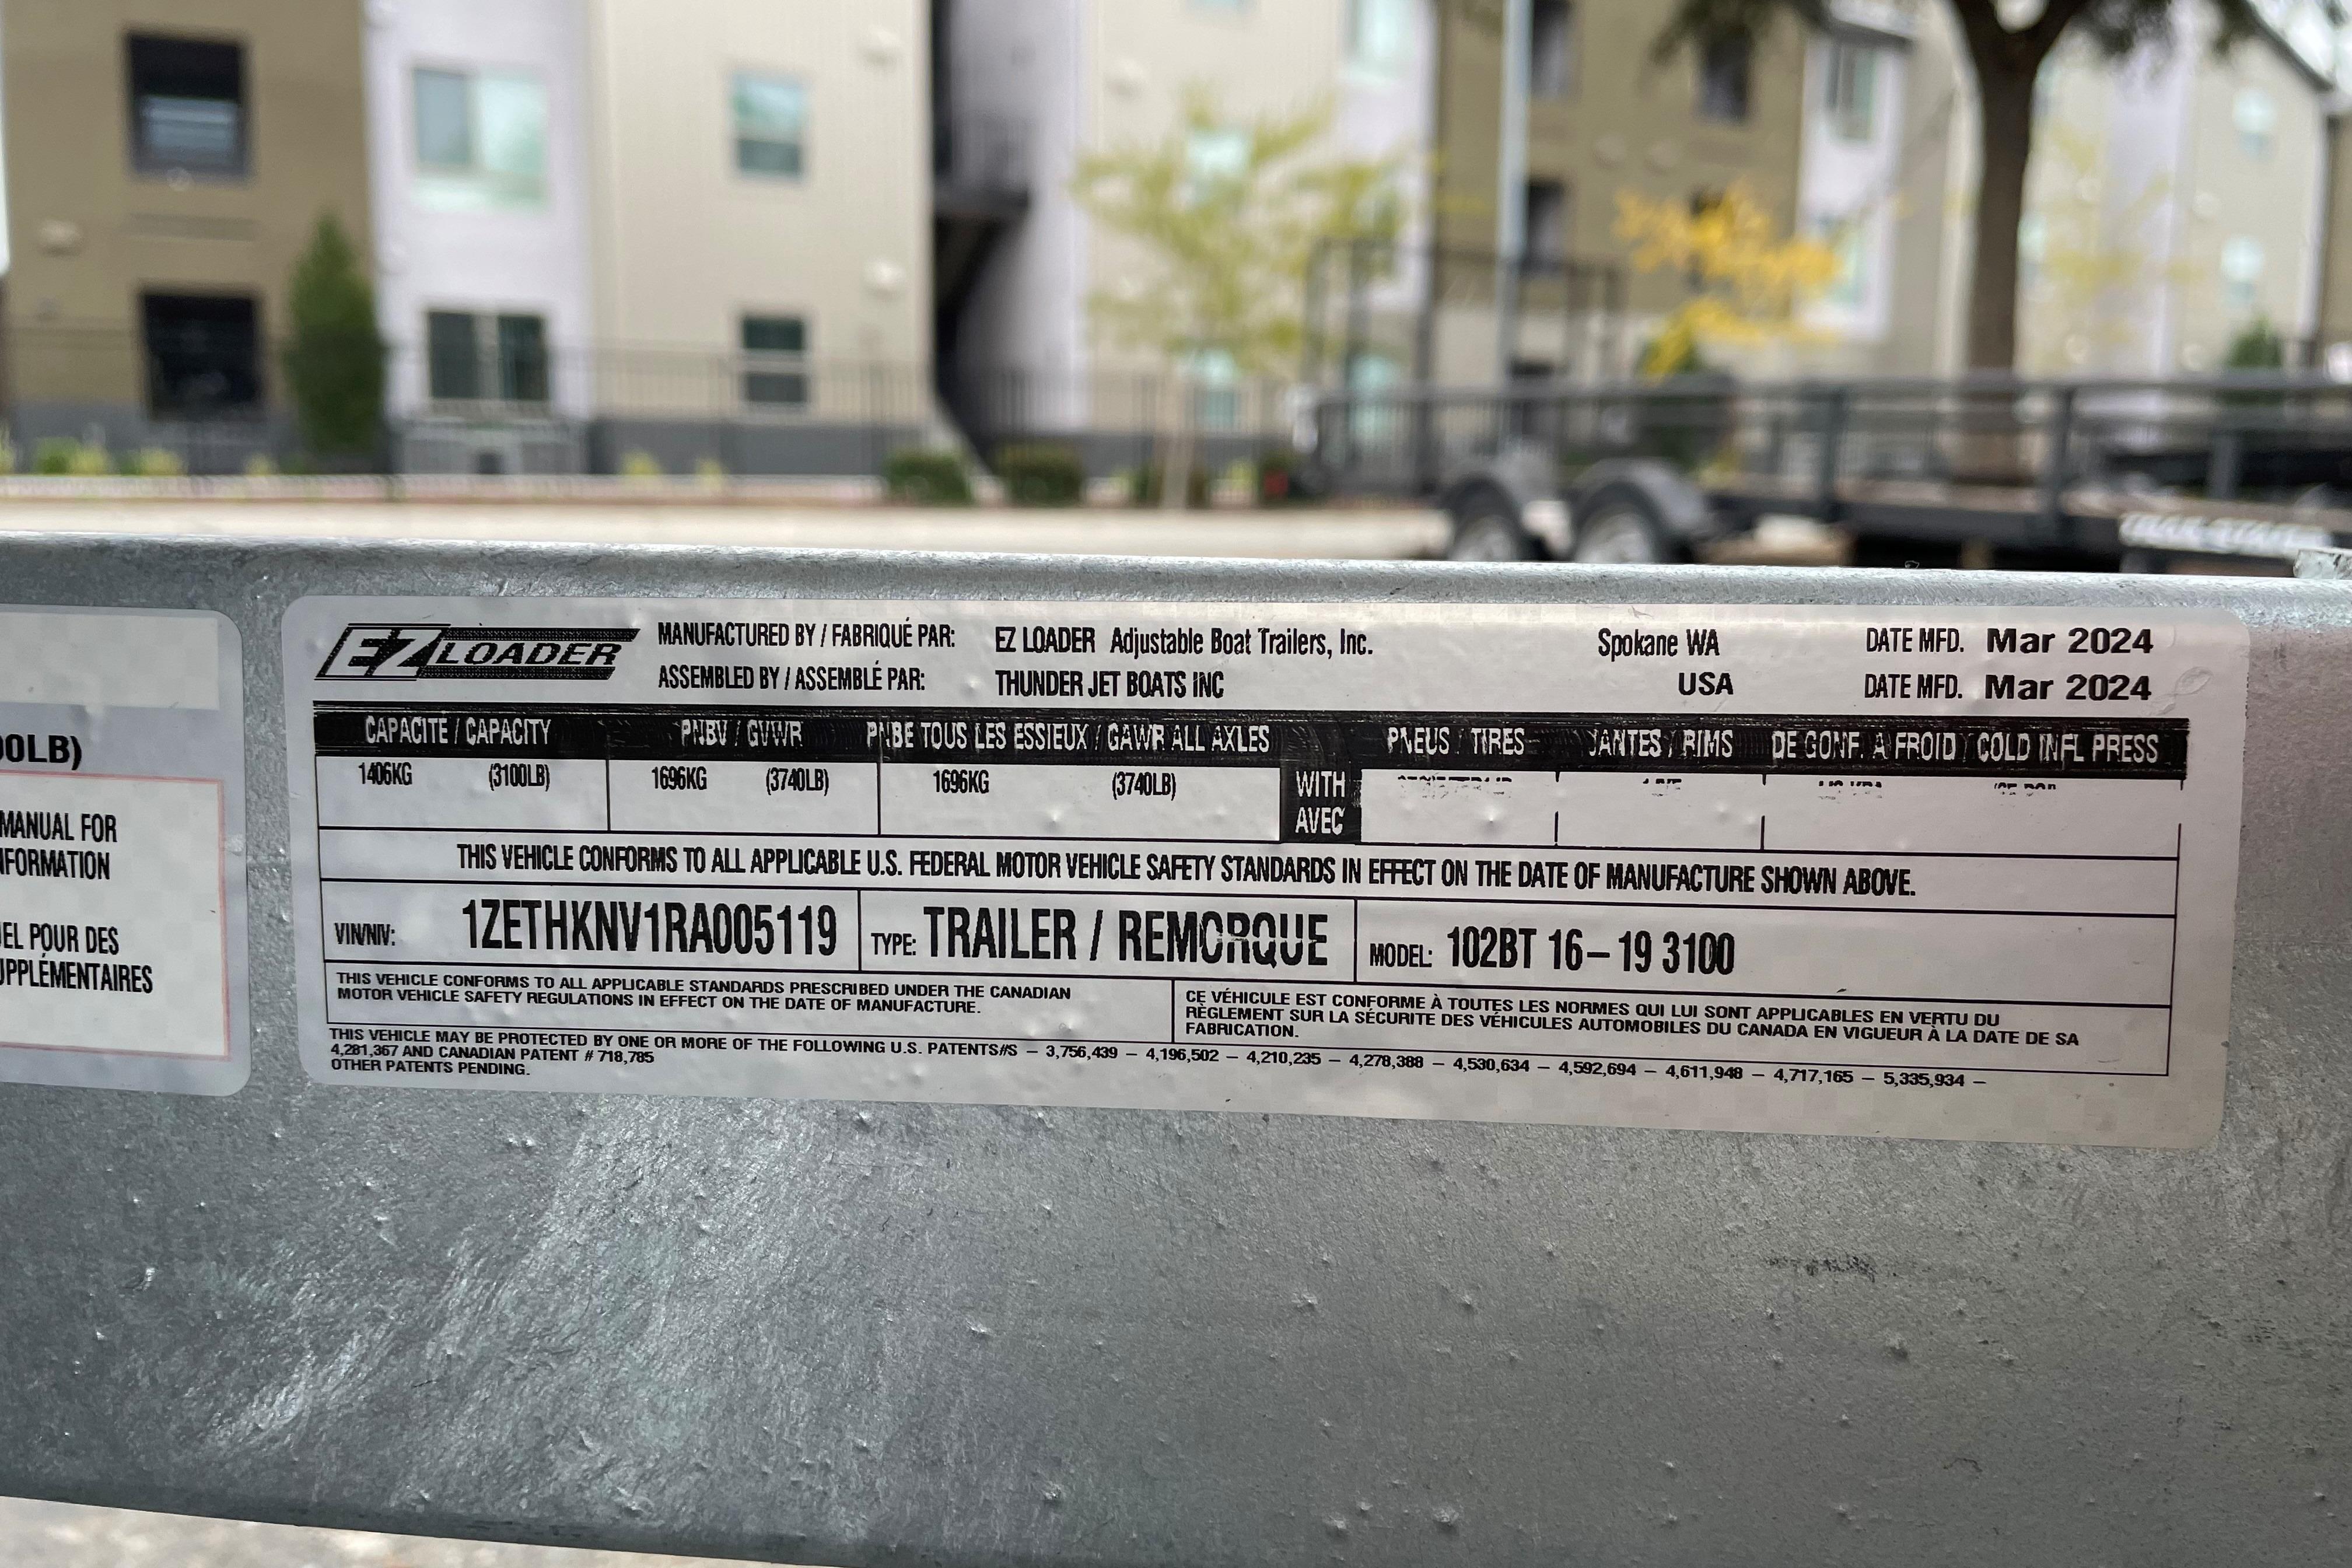 00LB)
MANUAL FOR
NFORMATION
EL POUR DES
UPPLÉMENTAIRES
EZ LOADER
MANUFACTURED BY / FABRIQUÉ PAR: EZ LOADER Adjustable Boat Trailers, Inc. Spokane WA DATE MFD. Mar 2024
ASSEMBLED BY / ASSEMBLÉ PAR: THUNDER JET BOATS INC USA DATE MFD. Mar 2024
CAPACITÉ / CAPACITY PNBV / GVWR PNBE TOUS LES ESSIEUX / GAWR ALL AXLES PNEUS / TIRES JANTES / RIMS DE GONF. A FROID / COLD INFL PRESS
1406KG (3100LB) 1696KG (3740LB) 1696KG (3740LB) WITH
AVEC
THIS VEHICLE CONFORMS TO ALL APPLICABLE U.S. FEDERAL MOTOR VEHICLE SAFETY STANDARDS IN EFFECT ON THE DATE OF MANUFACTURE SHOWN ABOVE.
VIN/NIV: 1ZETHKNV1RA005119 TYPE: TRAILER / REMORQUE MODEL: 102BT 16-19 3100
THIS VEHICLE CONFORMS TO ALL APPLICABLE STANDARDS PRESCRIBED UNDER THE CANADIAN
MOTOR VEHICLE SAFETY REGULATIONS IN EFFECT ON THE DATE OF MANUFACTURE.
CE VÉHICULE EST CONFORME À TOUTES LES NORMES QUI LUI SONT APPLICABLES EN VERTU DU
RÈGLEMENT SUR LA SÉCURITE DES VÉHICULES AUTOMOBILES DU CANADA EN VIGUEUR À LA DATE DE SA
FABRICATION.
THIS VEHICLE MAY BE PROTECTED BY ONE OR MORE OF THE FOLLOWING U.S. PATENTS#S — 3,756,439 — 4,196,502 — 4,210,235 — 4,278,388 — 4,530,634 — 4,592,694 — 4,611,948 — 4,717,165 — 5,335,934 —
4,281,367 AND CANADIAN PATENT # 718,785
OTHER PATENTS PENDING.